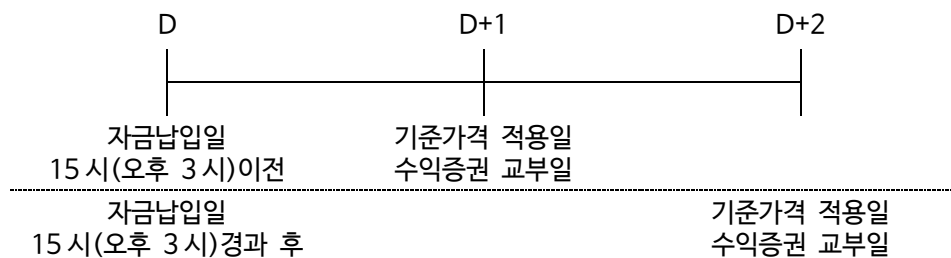 D D+1 D+2
자금납입일 기준가격 적용일
15시(오후 3시)이전 수익증권 교부일
자금납입일 기준가격 적용일
15시(오후 3시)경과 후 수익증권 교부일